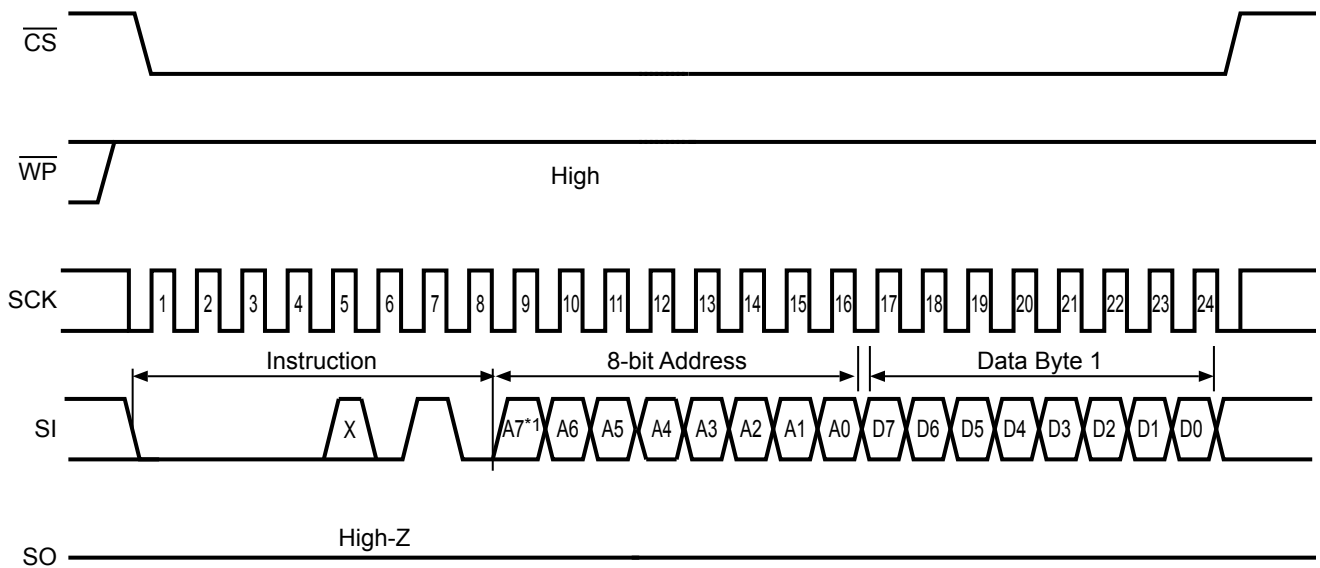 CS
WP
High
SCK 1 2 3 4 5 6 7 8 9 10 11 12 13 14 15 16 17 18 19 20 21 22 23 24
Instruction 8-bit Address Data Byte 1
SI X A7*1 A6 A5 A4 A3 A2 A1 A0 D7 D6 D5 D4 D3 D2 D1 D0
High-Z
SO